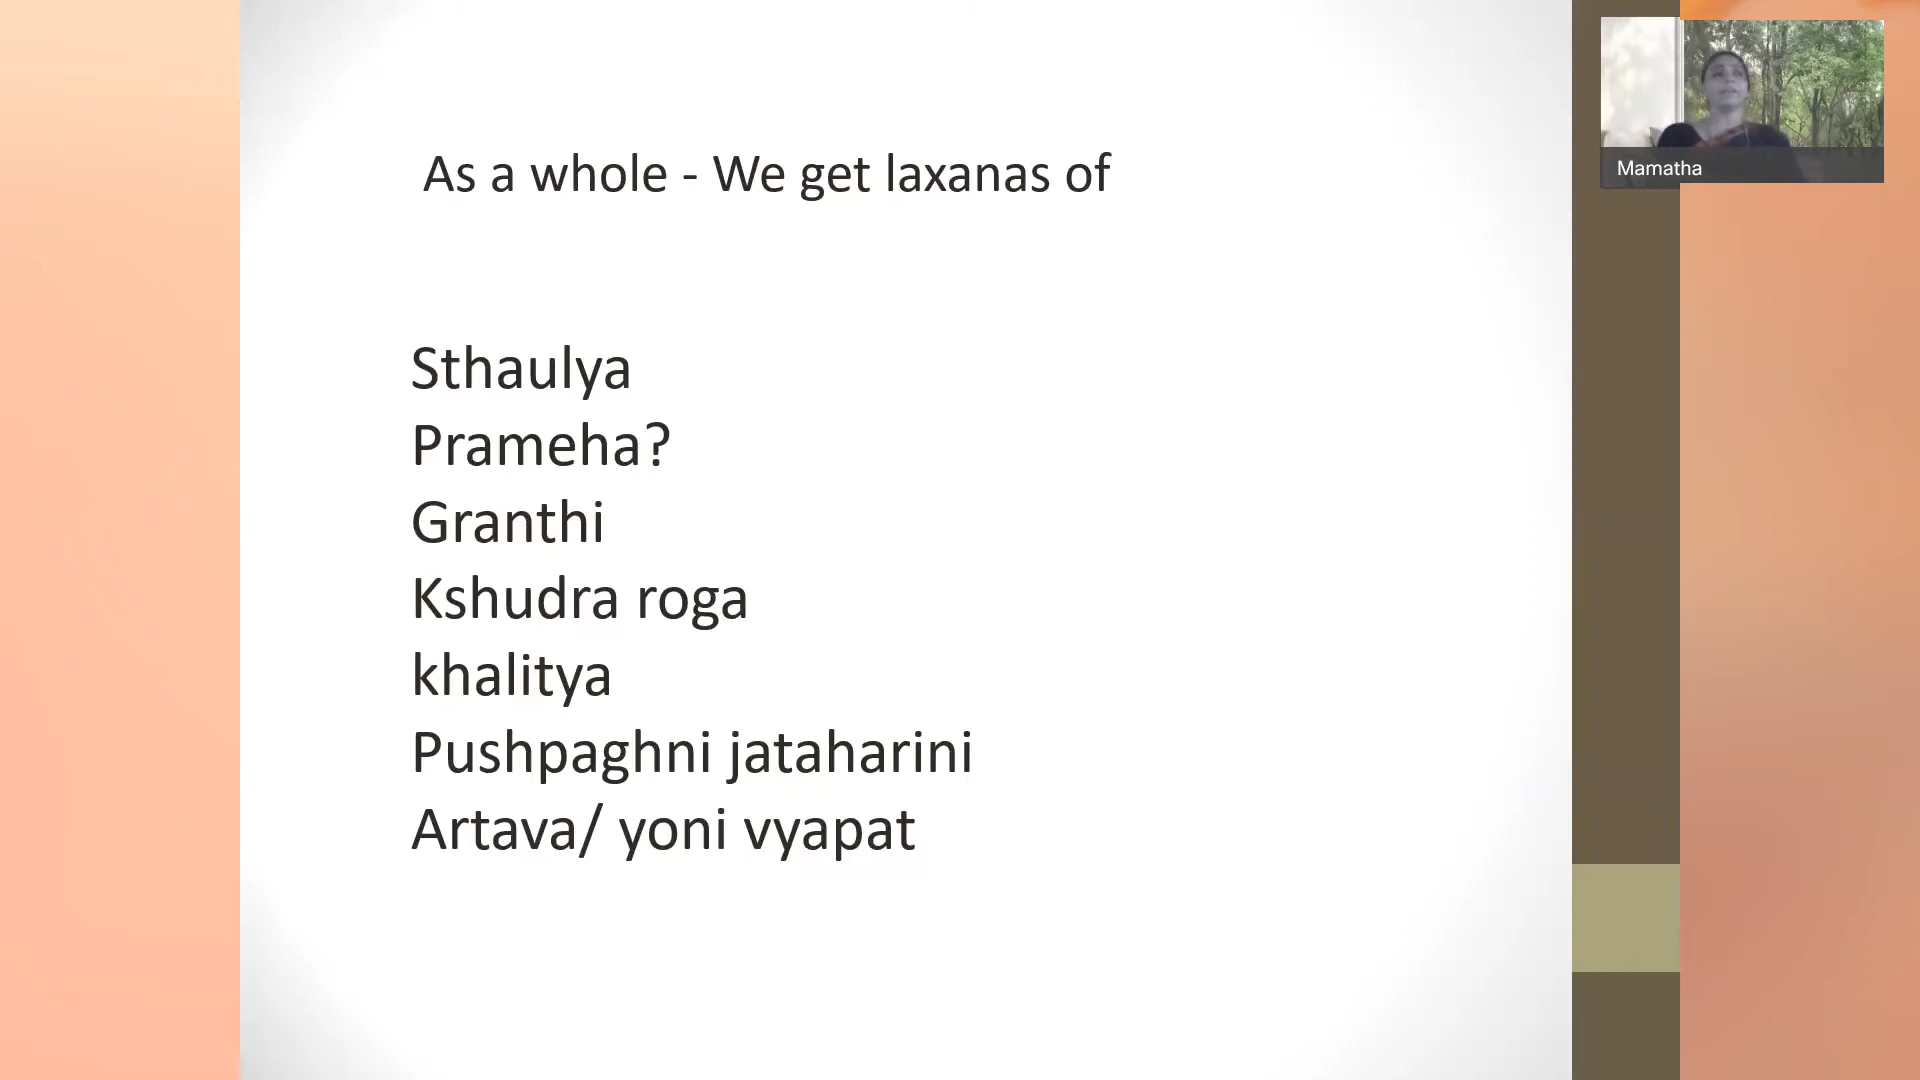 As a whole - We get laxanas of
Sthaulya
Prameha?
Granthi
Kshudra roga
khalitya
Pushpaghni jataharini
Artava/ yoni vyapat
Mamatha